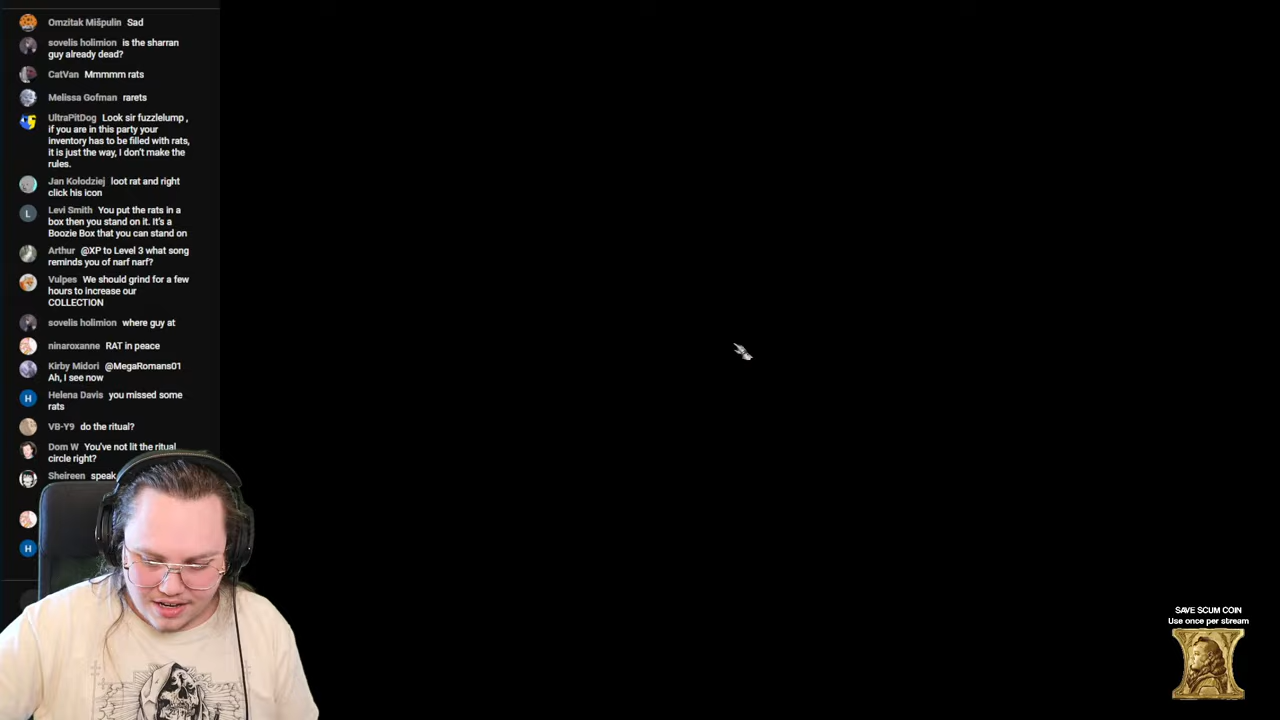 Omzitak Mišpulin Sad
sovelis holimion is the sharran
guy already dead?
CatVan Mmmmm rats
Melissa Gofman rarets
UltraPitDog Look sir fuzzlelump ,
if you are in this party your
inventory has to be filled with rats,
it is just the way, I don't make the
rules.
Jan Kołodziej loot rat and right
click his icon
L
Levi Smith You put the rats in a
box then you stand on it. It's a
Boozie Box that you can stand on
Arthur @XP to Level 3 what song
reminds you of narf narf?
Vulpes We should grind for a few
hours to increase our
COLLECTION
sovelis holimion where guy at
ninaroxanne RAT in peace
Kirby Midori @MegaRomans01
Ah, I see now
H
Helena Davis you missed some
rats
VB-Y9 do the ritual?
Dom W You've not lit the ritual
circle right?
Sheireen speak
H
SAVE SCUM COIN
Use once per stream